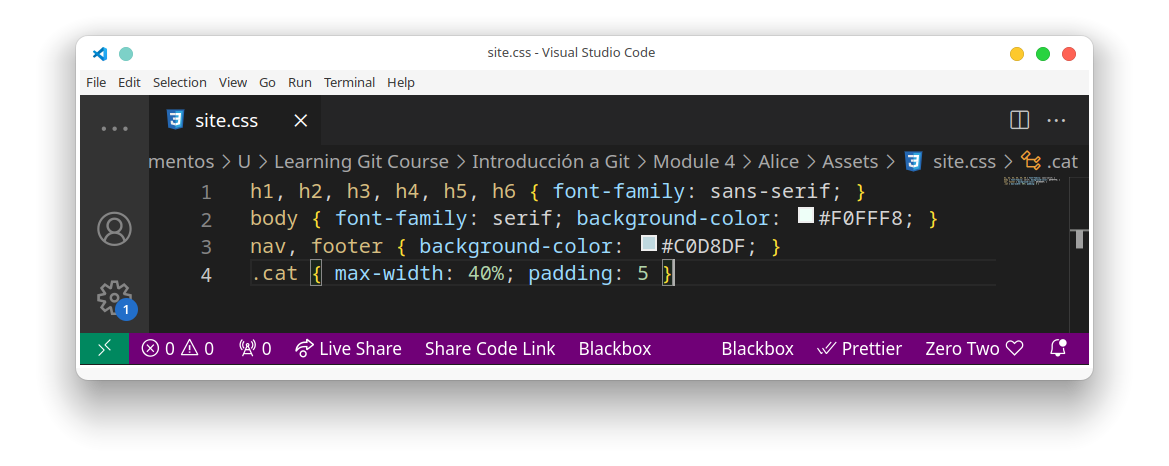 site.css - Visual Studio Code
File Edit Selection View Go Run Terminal Help
site.css
mentos > U > Learning Git Course > Introducción a Git > Module 4 > Alice > Assets > site.css > .cat
1 h1, h2, h3, h4, h5, h6 { font-family: sans-serif; }
2 body { font-family: serif; background-color: #F0FFF8; }
3 nav, footer { background-color: #C0D8DF; }
4 .cat { max-width: 40%; padding: 5 }
1
0 0 0 Live Share Share Code Link Blackbox Blackbox Prettier Zero Two